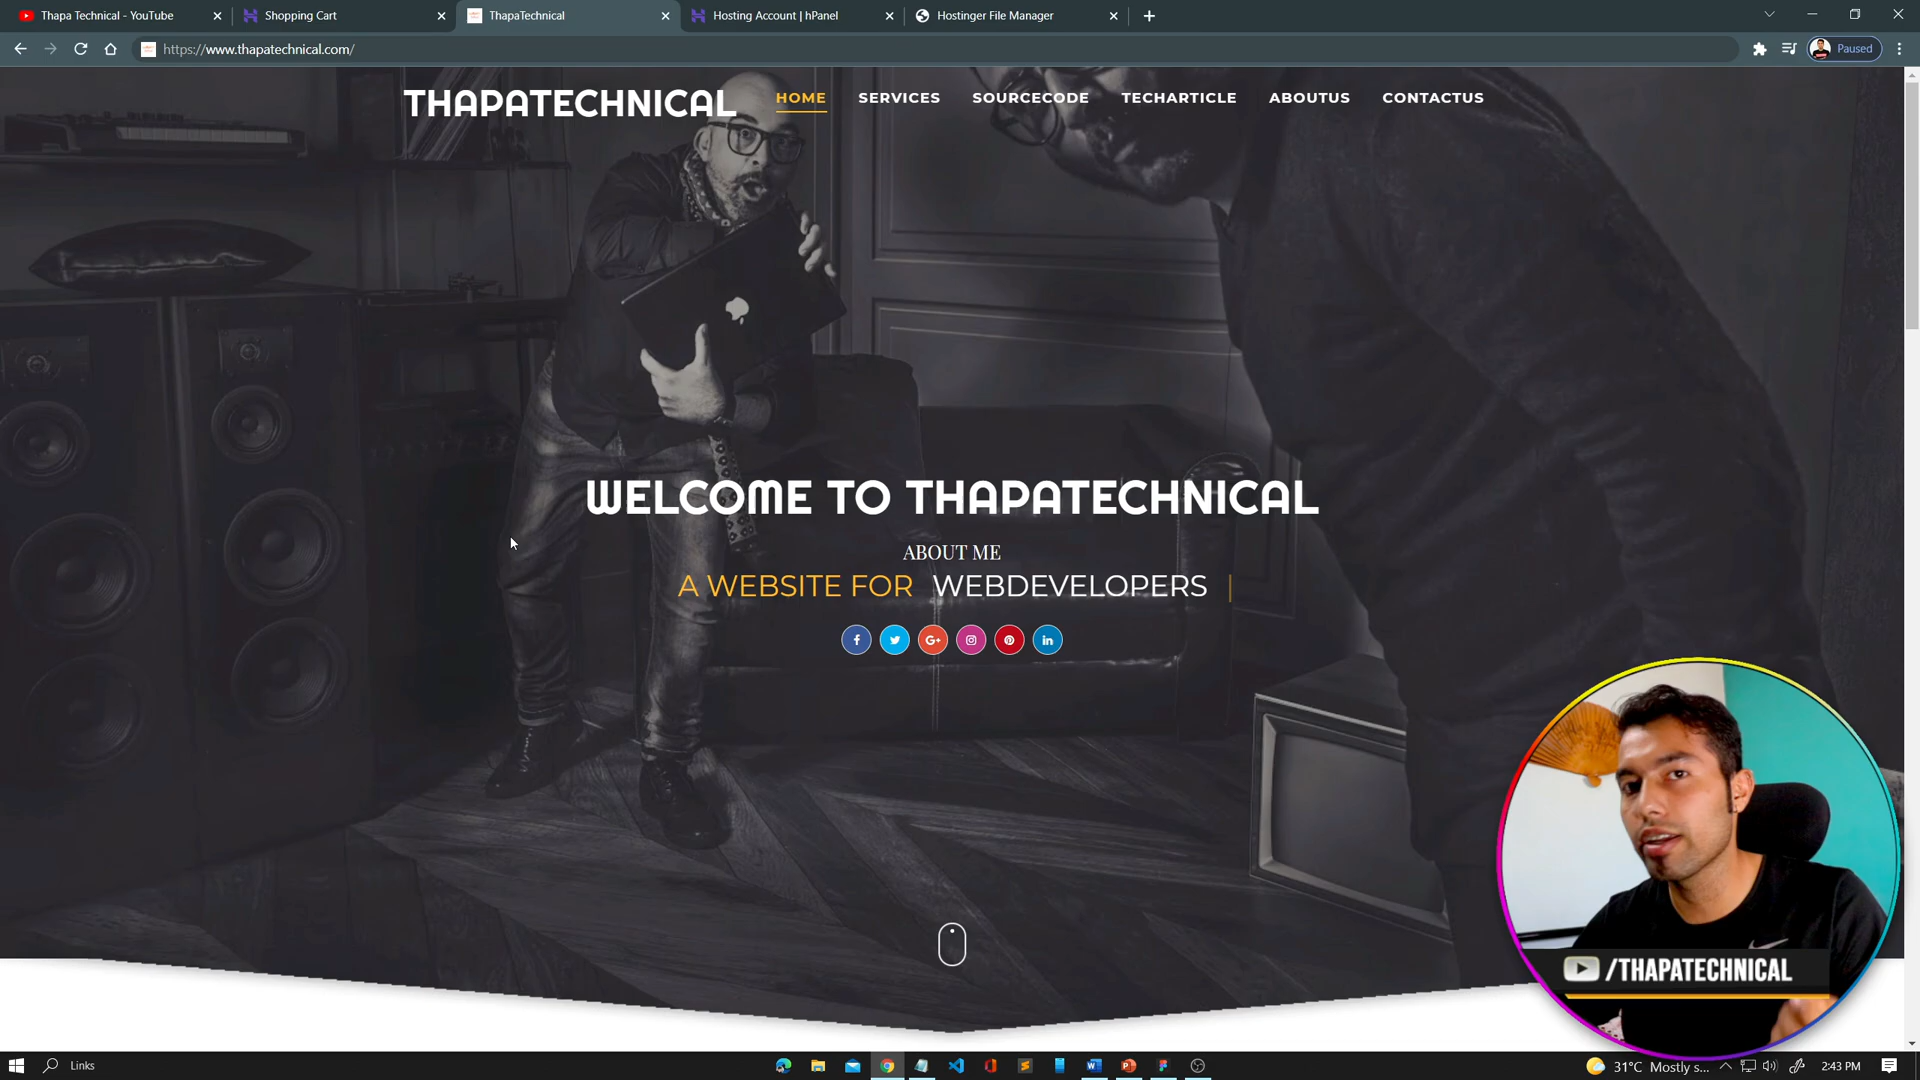 Thapa Technical - YouTube
Shopping Cart
ThapaTechnical
Hosting Account | hPanel
Hostinger File Manager
https://www.thapatechnical.com/
Paused
THAPATECHNICAL
HOME
SERVICES
SOURCECODE
TECHARTICLE
ABOUTUS
CONTACTUS
WELCOME TO THAPATECHNICAL
ABOUT ME
A WEBSITE FOR WEBDEVELOPERS |
/THAPATECHNICAL
Links
31°C Mostly s...
2:43 PM